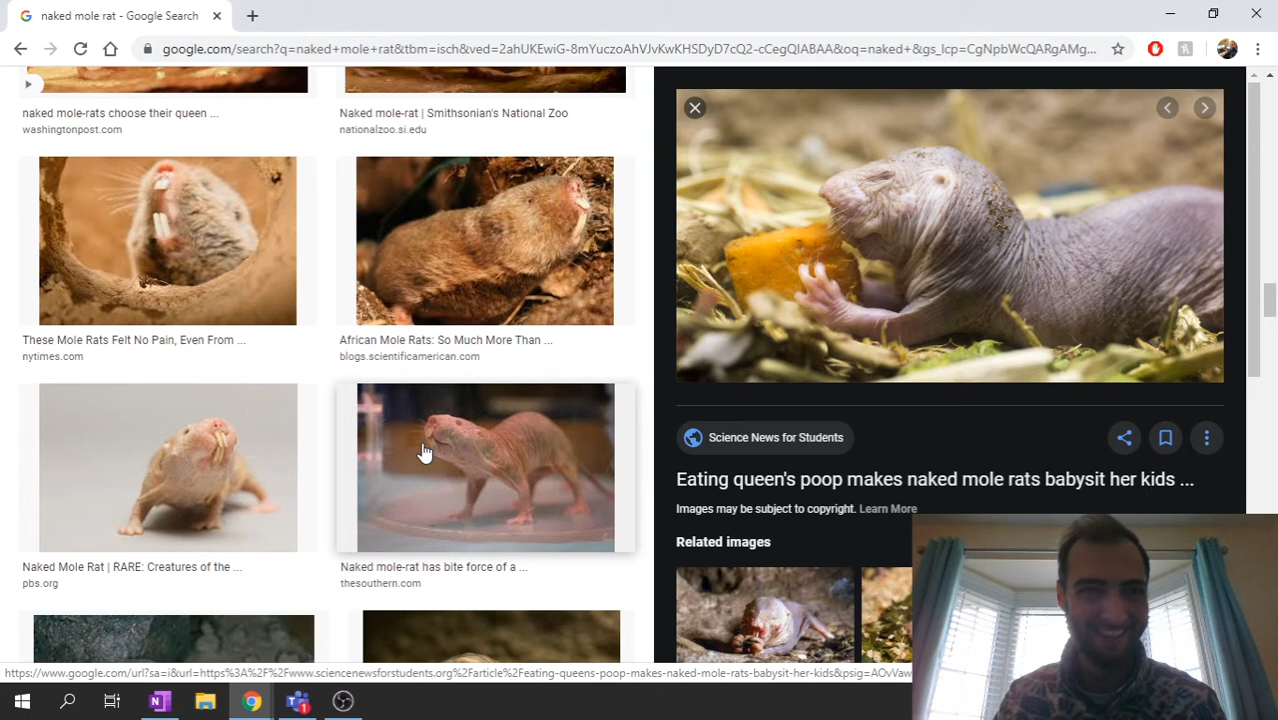 naked mole rat - Google Search
google.com/search?q=naked+mole+rat&tbm=isch&ved=2ahUKEwiG-8mYuczoAhVJvKwKHSDyD7cQ2-cCegQIABAA&oq=naked+&gs_lcp=CgNpbWcQARgAMg...
naked mole-rats choose their queen ...
washingtonpost.com
Naked mole-rat | Smithsonian's National Zoo
nationalzoo.si.edu
These Mole Rats Felt No Pain, Even From ...
nytimes.com
African Mole Rats: So Much More Than ...
blogs.scientificamerican.com
Naked Mole Rat | RARE: Creatures of the ...
pbs.org
Naked mole-rat has bite force of a ...
thesouthern.com
Science News for Students
Eating queen's poop makes naked mole rats babysit her kids ...
Images may be subject to copyright. Learn More
Related images
https://www.google.com/url?sa=i&url=https%3A%2F%2Fwww.sciencenewsforstudents.org%2Farticle%2Feating-queens-poop-makes-naked-mole-rats-babysit-her-kids&psig=AOvVaw
1